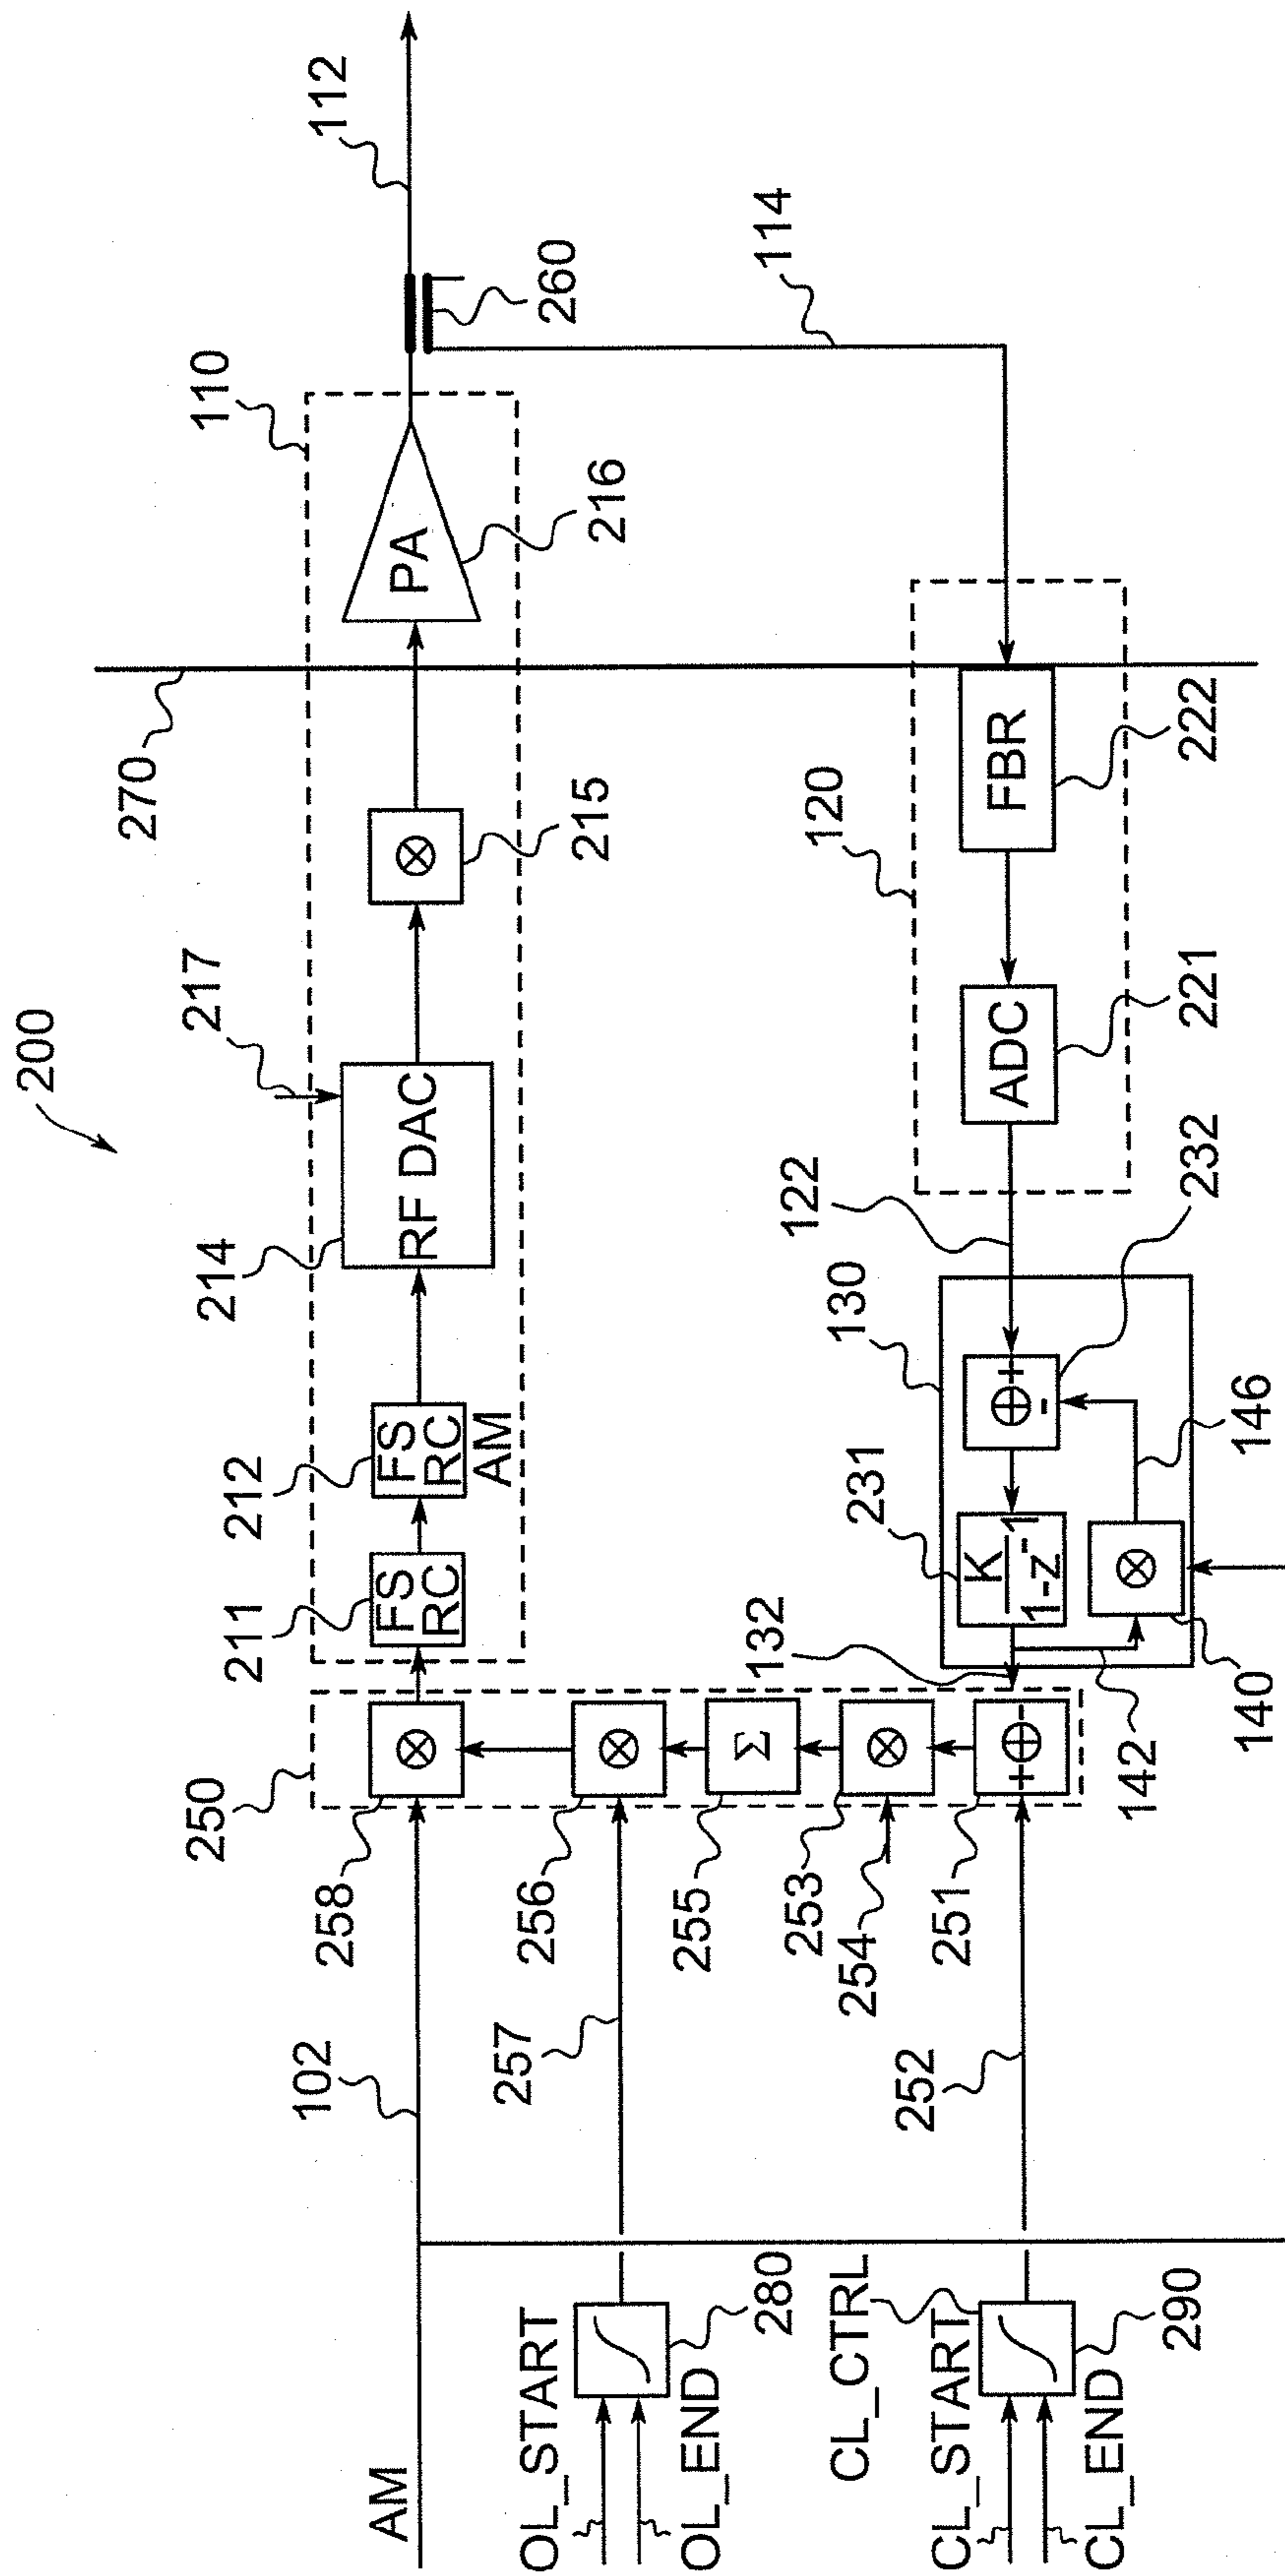 200
AM
102
OL_START
OL_END
280
257
CL_CTRL
CL_START
CL_END
290
252
250
258
⊗
256
⊗
255
Σ
253
⊗
254
251
+⊕-
110
211
FS
RC
212
FS
RC
AM
214
RF DAC
217
215
⊗
270
PA
216
260
112
114
120
FBR
222
ADC
221
122
130
232
⊕
+
-
231
K
1-z⁻¹
132
142
140
⊗
146